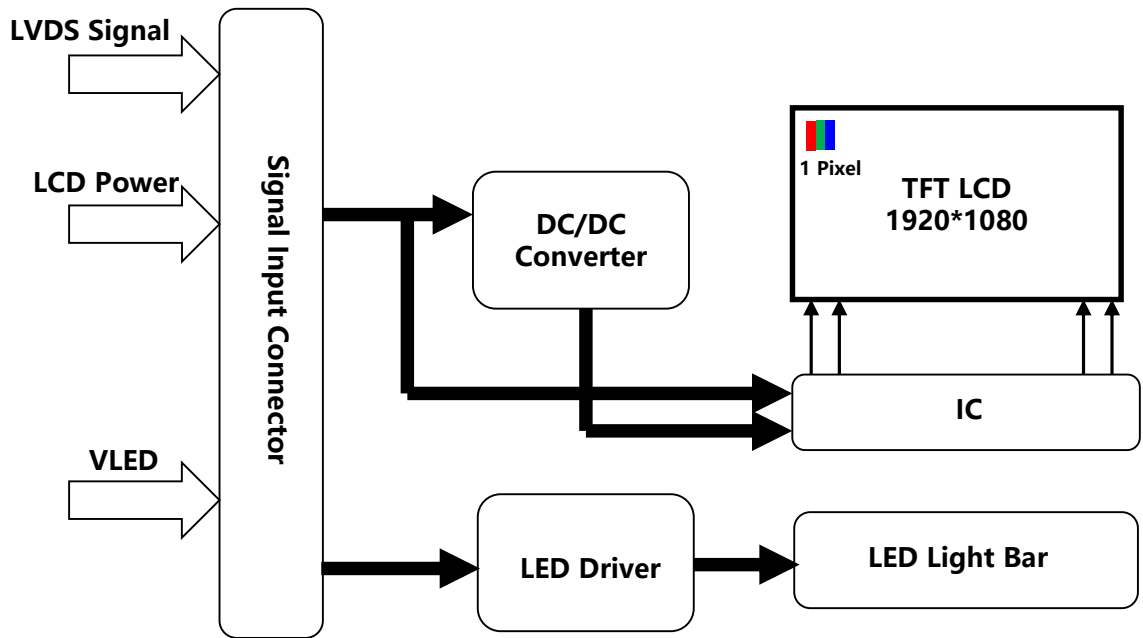 LVDS Signal
LCD Power
VLED
Signal Input Connector
DC/DC
Converter
1 Pixel
TFT LCD
1920*1080
IC
LED Driver
LED Light Bar